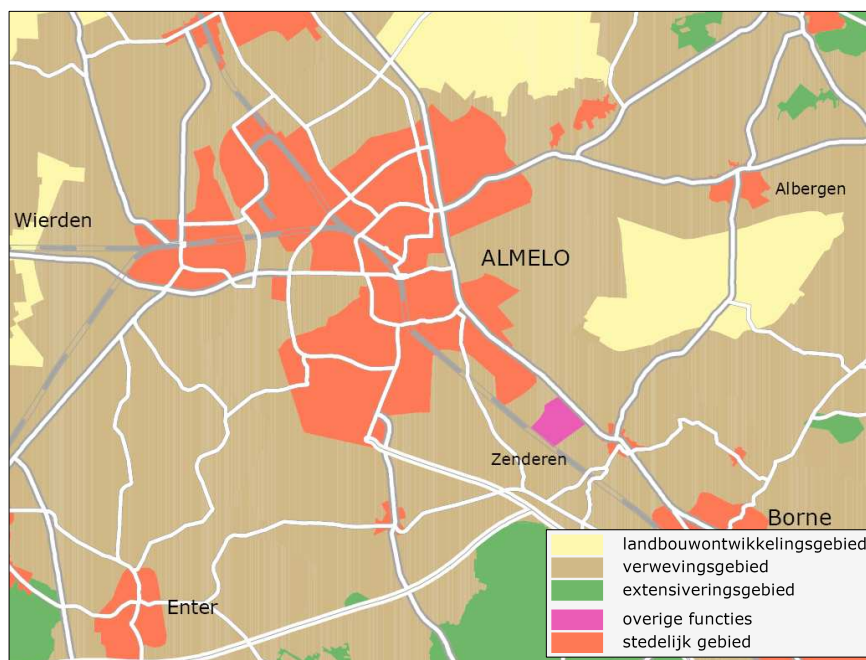 Albergen
Wierden
ALMELO
Zenderen
Borne
Enter
landbouwontwikkelingsgebied
verwevingsgebied
extensiveringsgebied
overige functies
stedelijk gebied